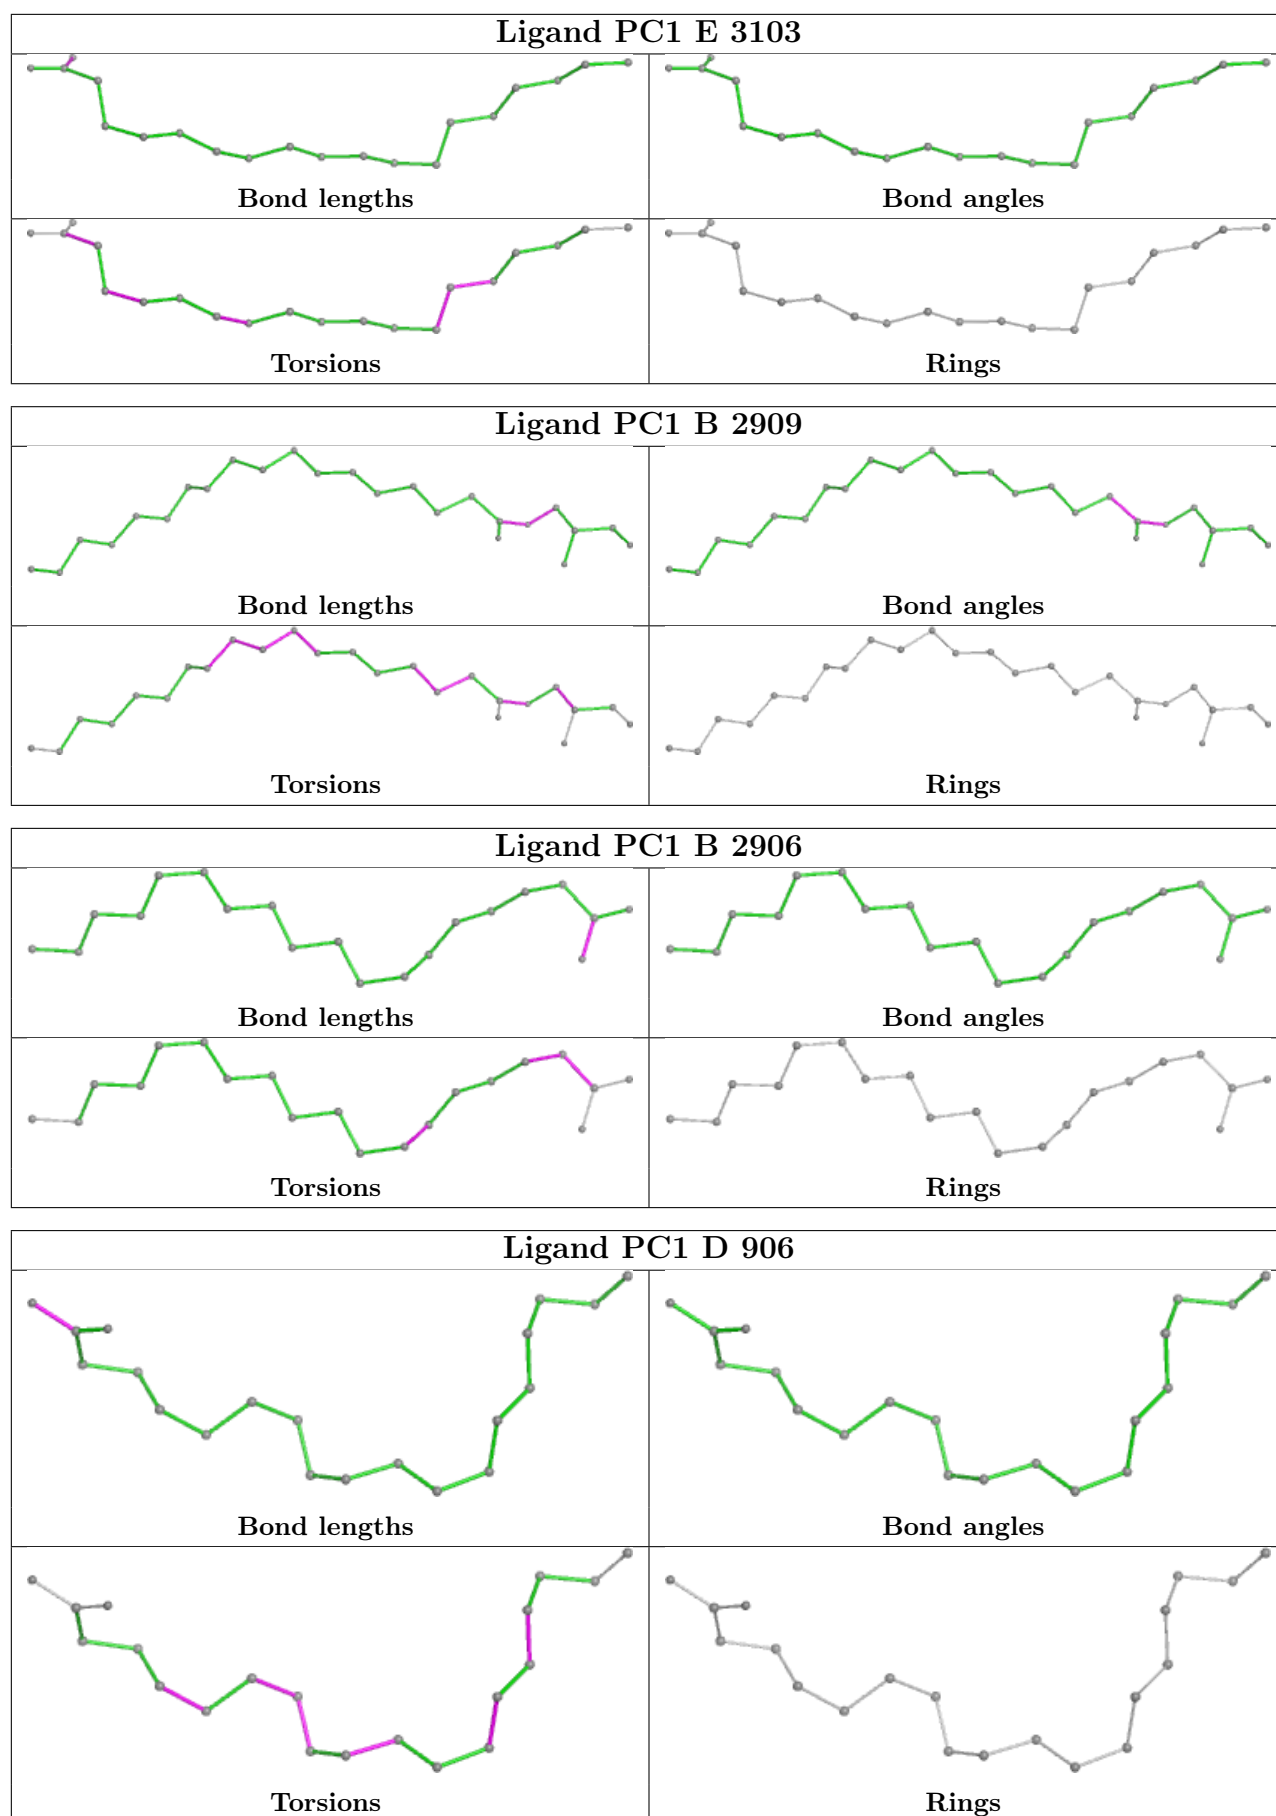 Ligand PC1 E 3103
Bond lengths
Bond angles
Torsions
Rings
Ligand PC1 B 2909
Bond lengths
Bond angles
Torsions
Rings
Ligand PC1 B 2906
Bond lengths
Bond angles
Torsions
Rings
Ligand PC1 D 906
Bond lengths
Bond angles
Torsions
Rings